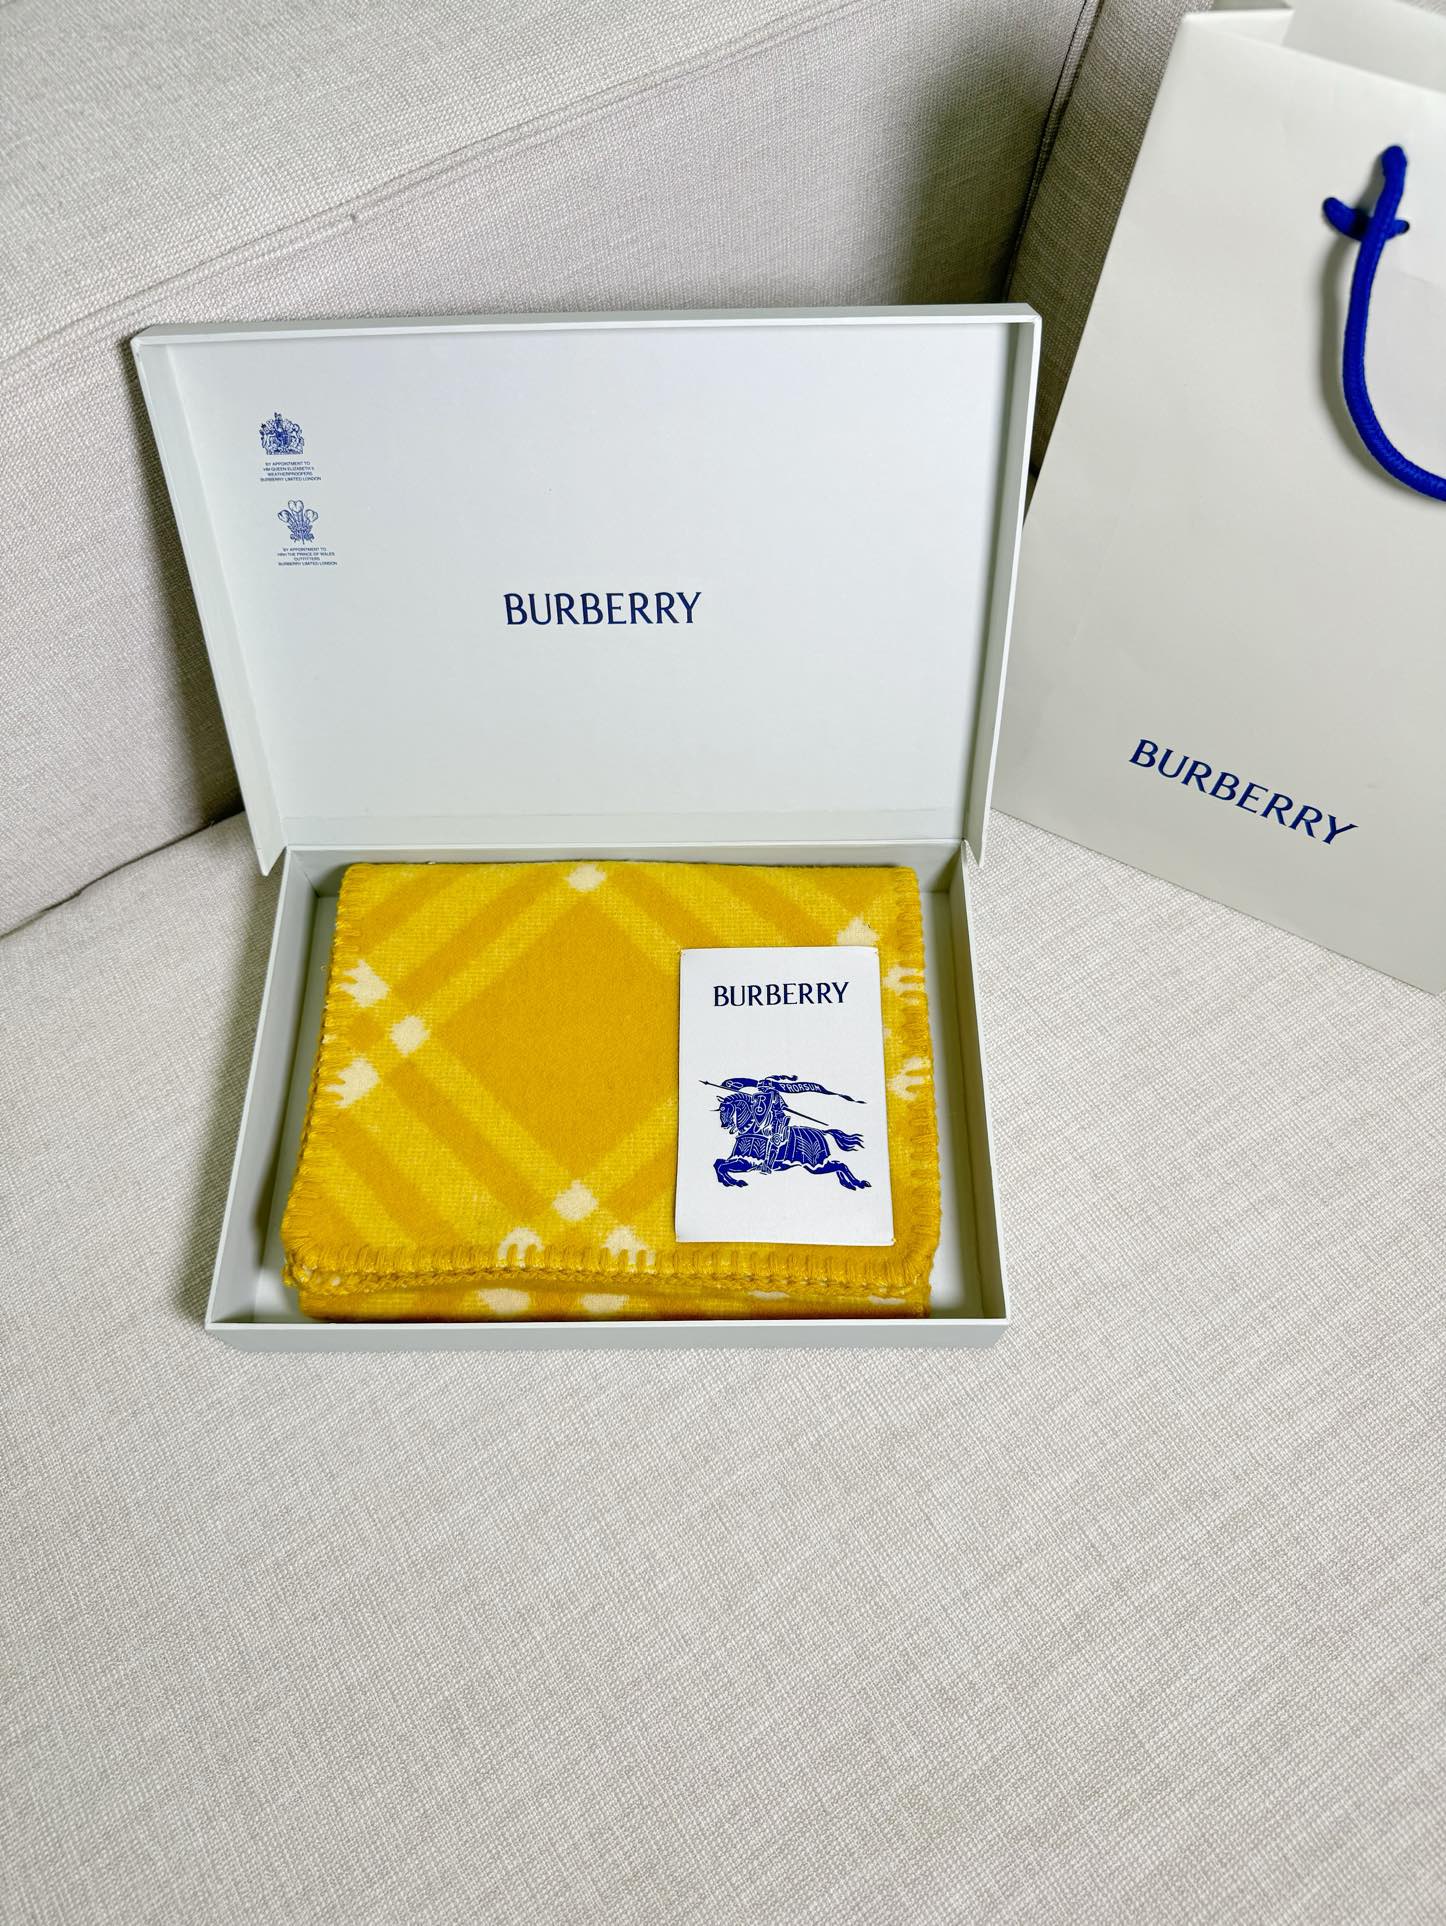 BY APPOINTMENT TO
HM QUEEN ELIZABETH II
WEATHERPROOFERS
BURBERRY LIMITED LONDON
BY APPOINTMENT TO
HRH THE PRINCE OF WALES
OUTFITTERS
BURBERRY LIMITED LONDON
BURBERRY
BURBERRY
BURBERRY
PRORSUM